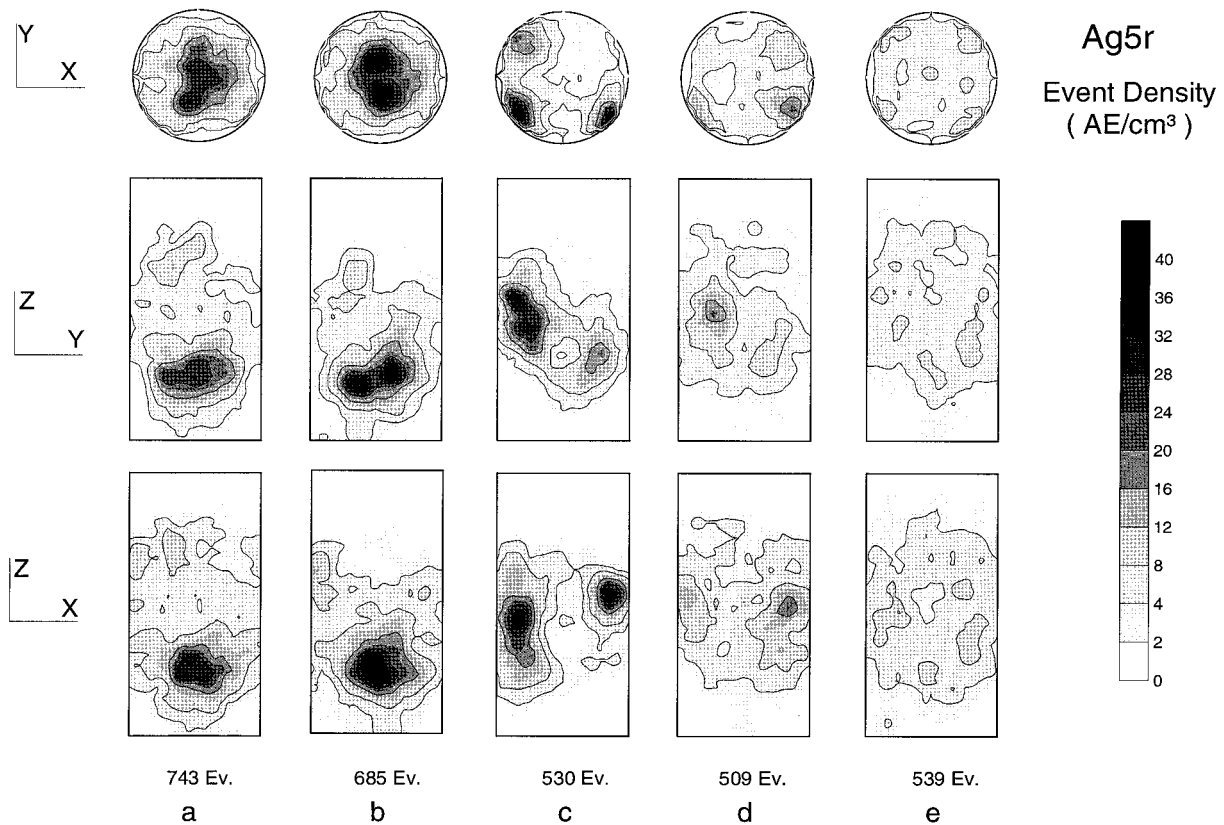 Y
X
Ag5r
Event Density
( AE/cm³ )
Z
Y
Z
X
40
36
32
28
24
20
16
12
8
4
2
0
743 Ev.
685 Ev.
530 Ev.
509 Ev.
539 Ev.
a
b
c
d
e